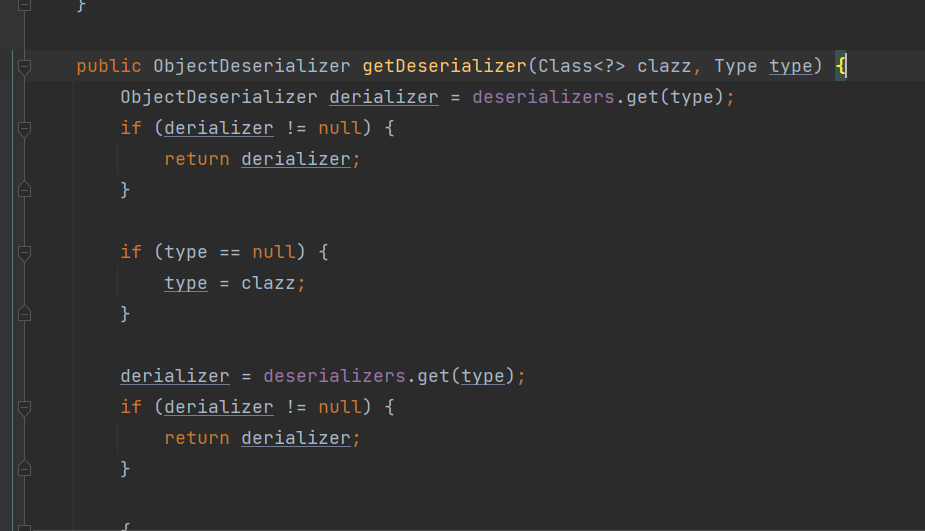 }
public ObjectDeserializer getDeserializer(Class<?> clazz, Type type) {
ObjectDeserializer derializer = deserializers.get(type);
if (derializer != null) {
return derializer;
}
if (type == null) {
type = clazz;
}
derializer = deserializers.get(type);
if (derializer != null) {
return derializer;
}
{